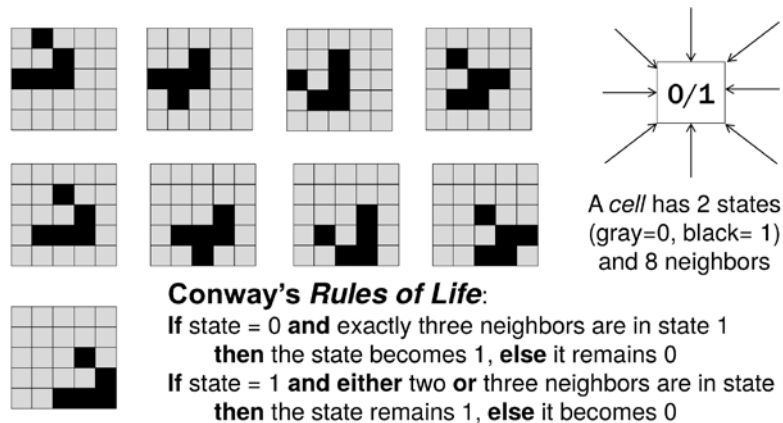 0/1
A cell has 2 states
(gray=0, black= 1)
and 8 neighbors
Conway's Rules of Life:
If state = 0 and exactly three neighbors are in state 1
then the state becomes 1, else it remains 0
If state = 1 and either two or three neighbors are in state
then the state remains 1, else it becomes 0